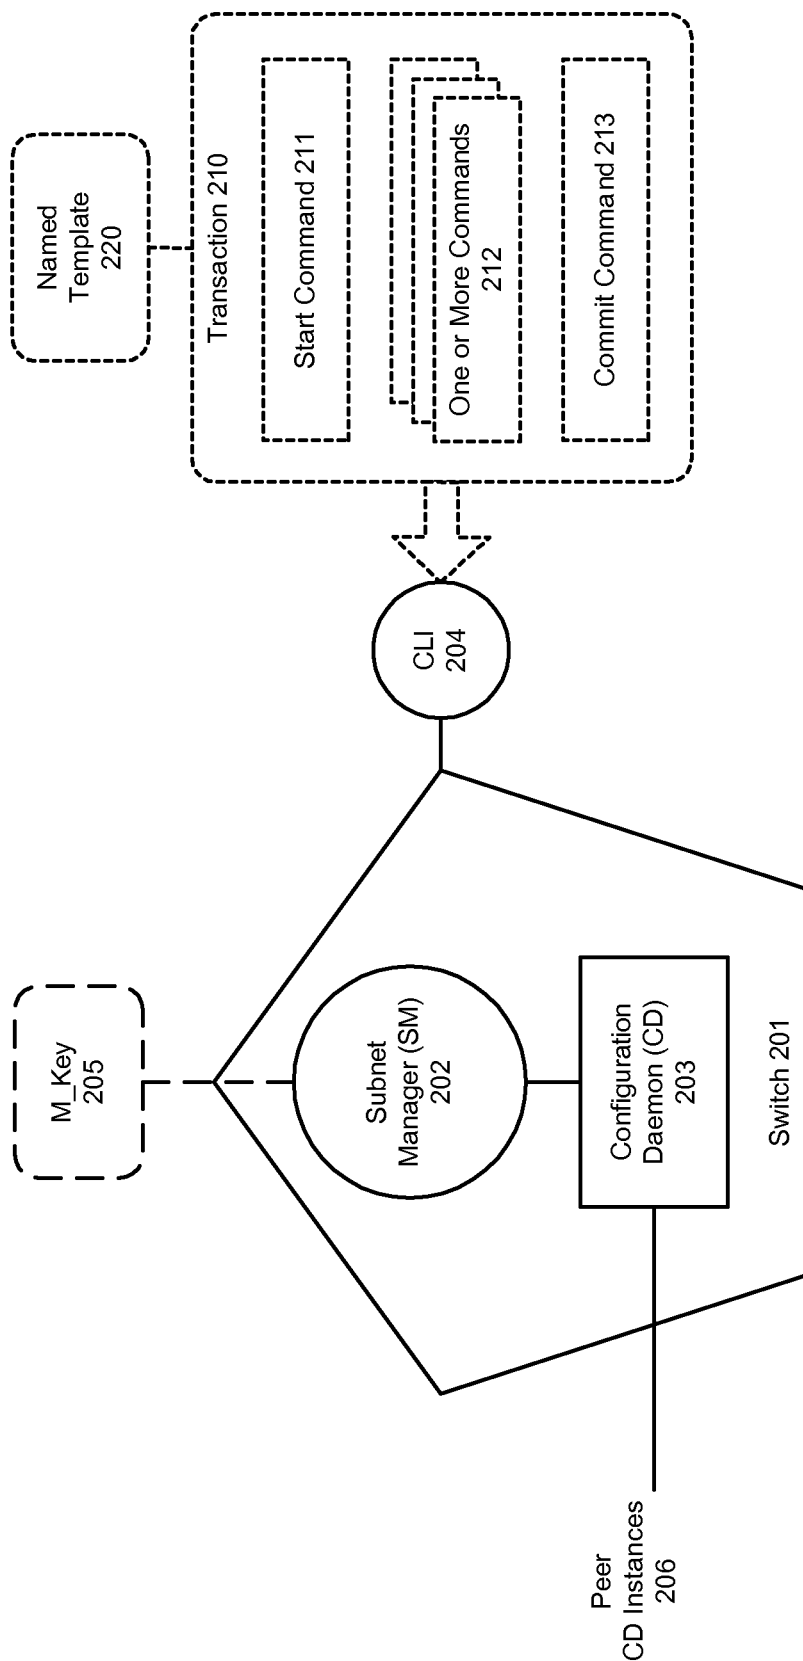 M_Key
205
Named
Template
220
Transaction 210
Start Command 211
One or More Commands
212
Commit Command 213
CLI
204
Subnet
Manager (SM)
202
Configuration
Daemon (CD)
203
Peer
CD Instances
206
Switch 201